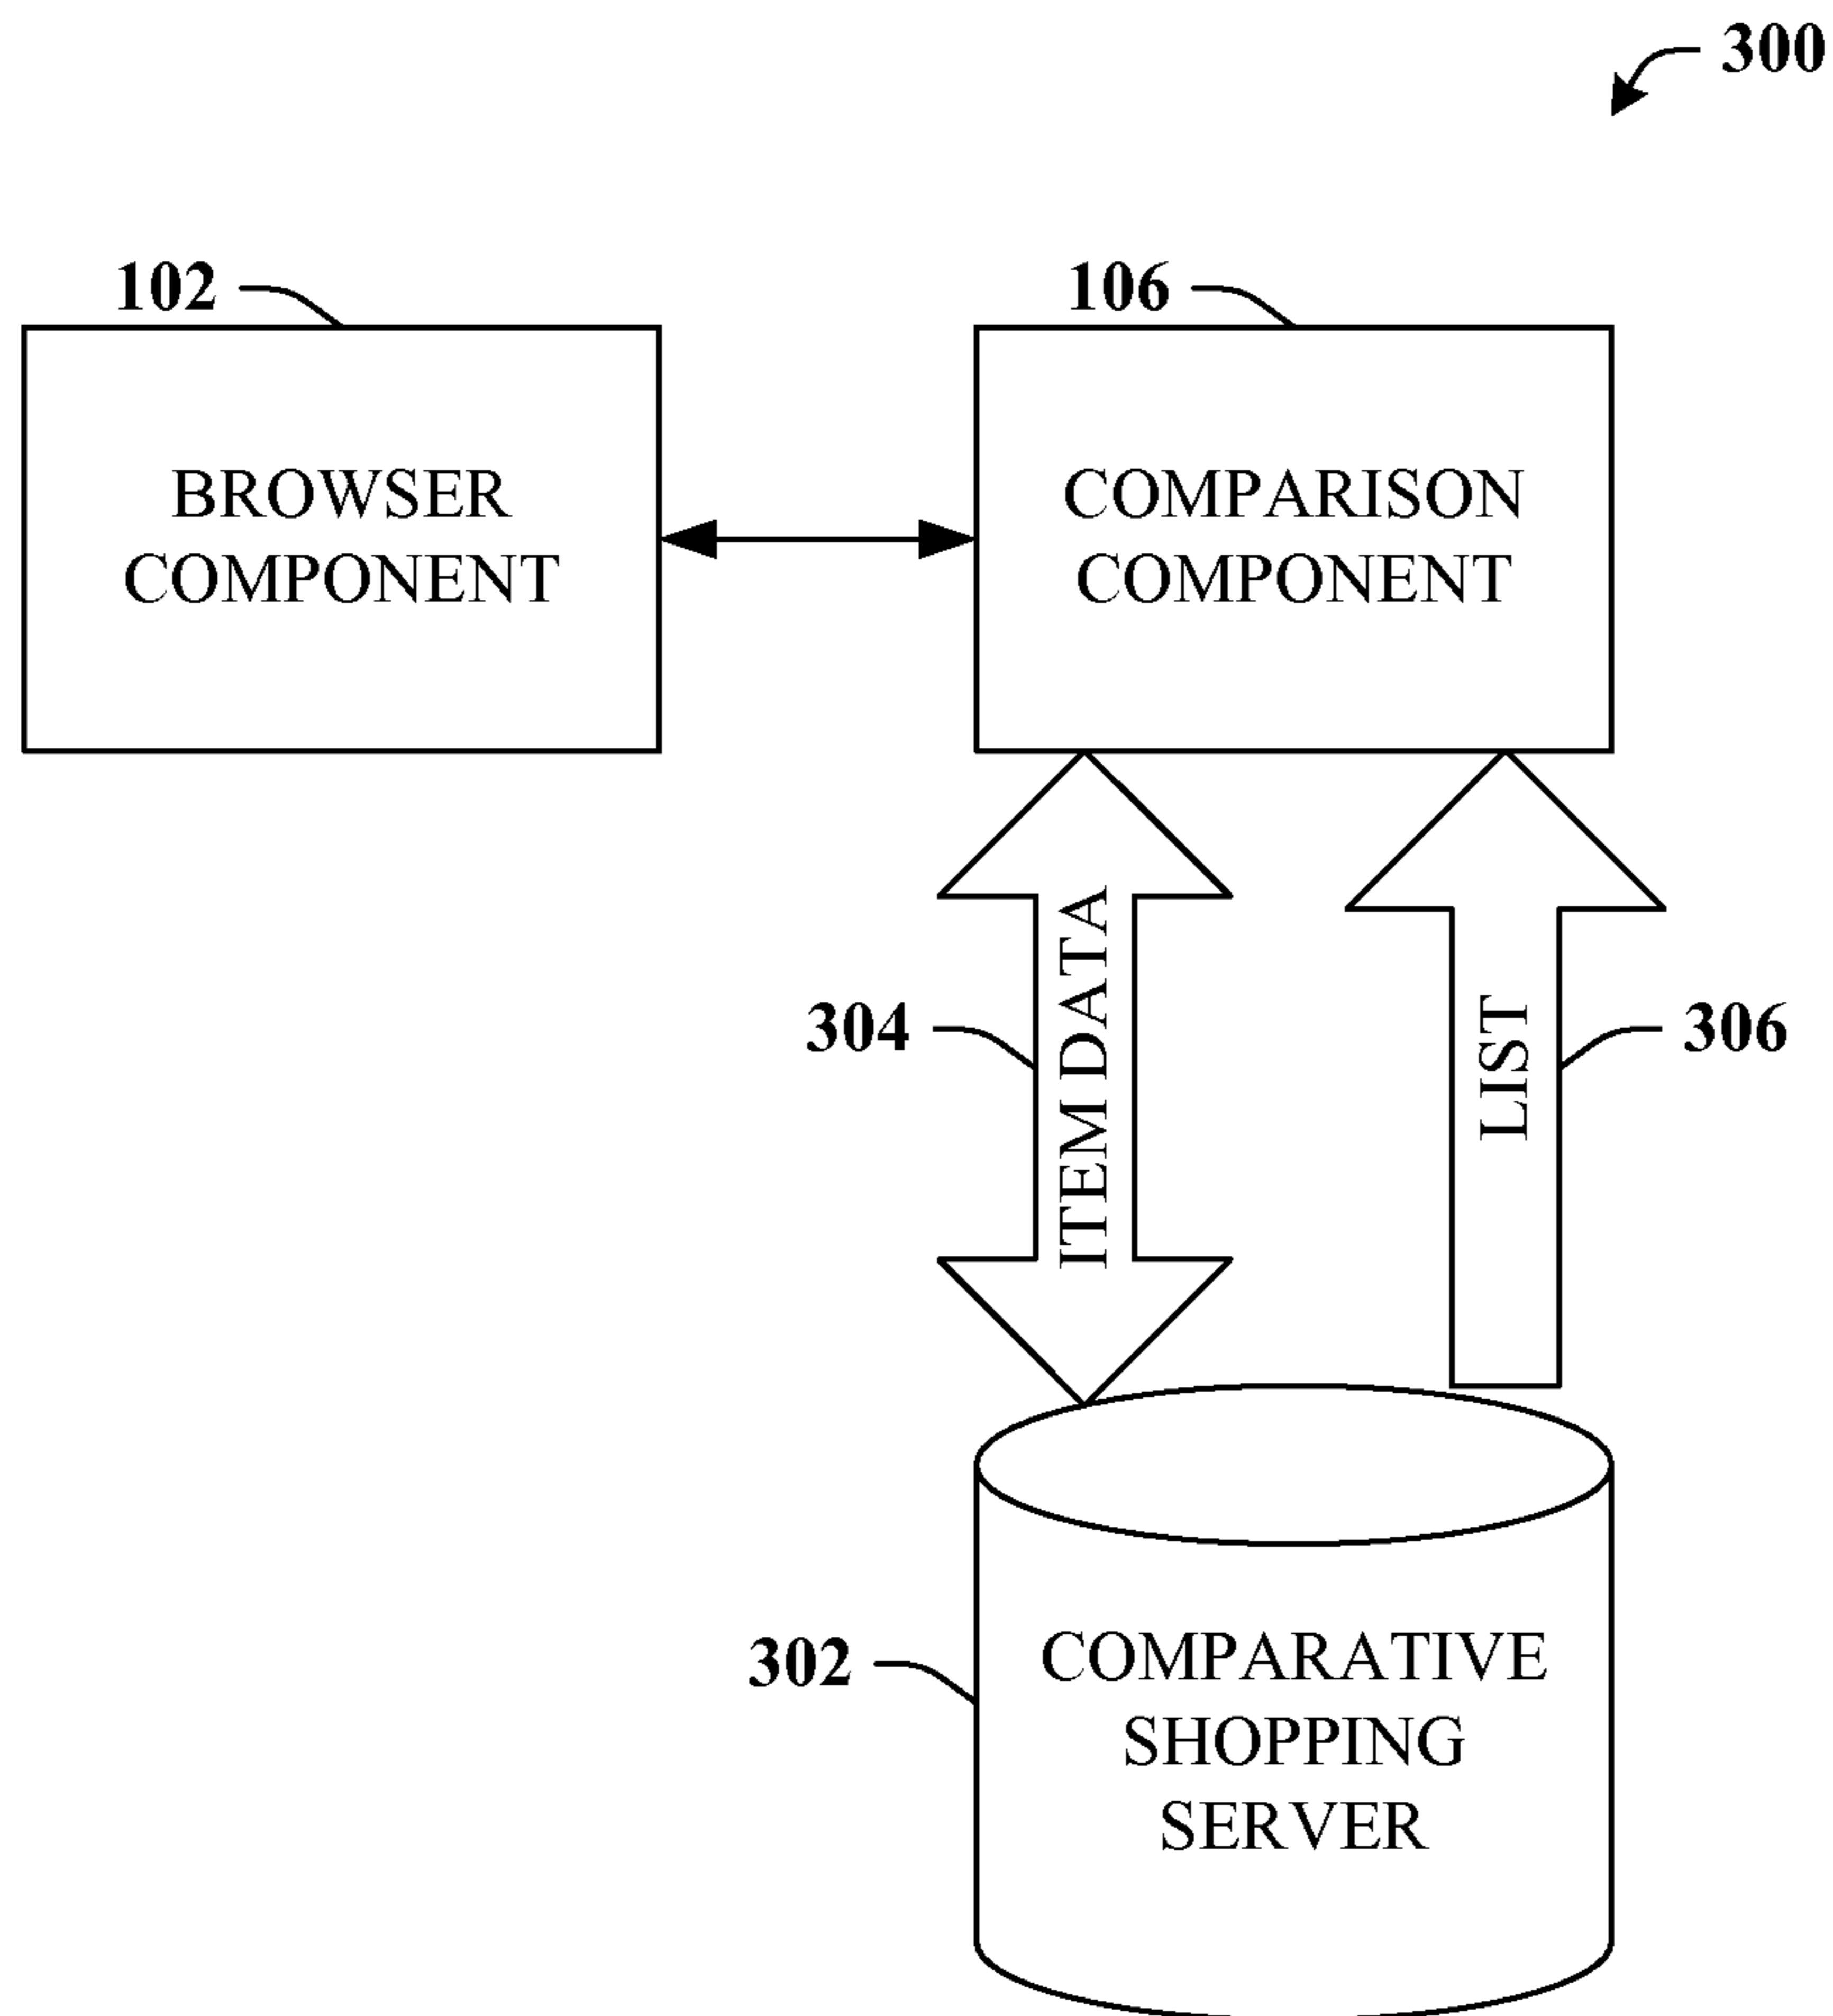 300
102
106
BROWSER
COMPONENT
COMPARISON
COMPONENT
304
ITEM DATA
LIST
306
302
COMPARATIVE
SHOPPING
SERVER